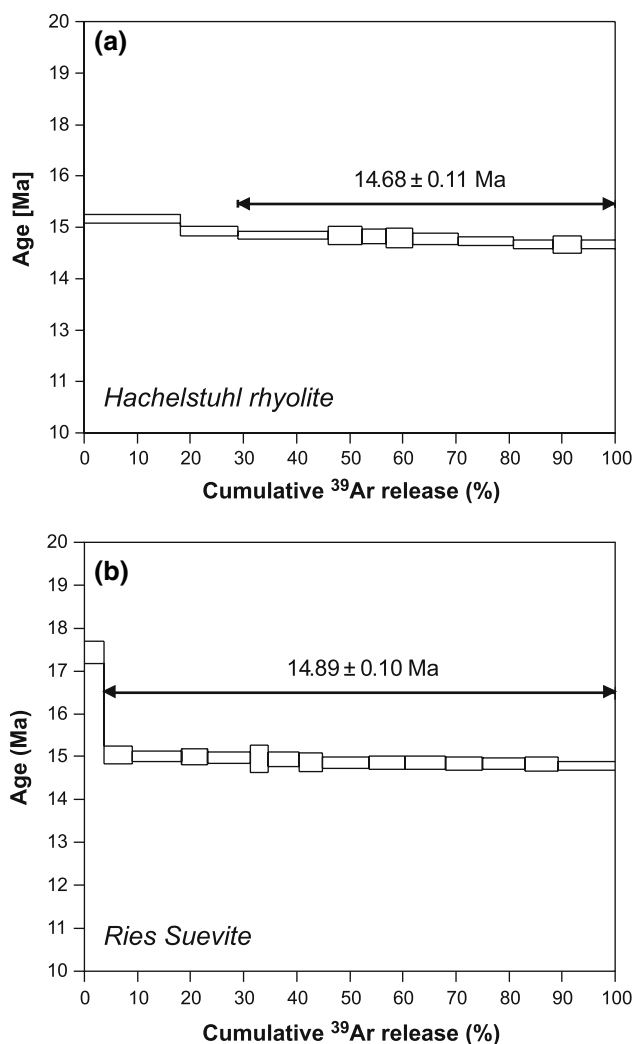 (a)
20
19
18
16
15
14
13
11
10
Age [Ma]
14.68 ± 0.11 Ma
Hachelstuhl rhyolite
0 10 20 30 40 50 60 70 80 90 100
Cumulative ³⁹Ar release (%)
(b)
20
19
18
17
16
15
14
13
12
11
10
Age (Ma)
14.89 ± 0.10 Ma
Ries Suevite
0 10 20 30 40 50 60 70 80 90 100
Cumulative ³⁹Ar release (%)